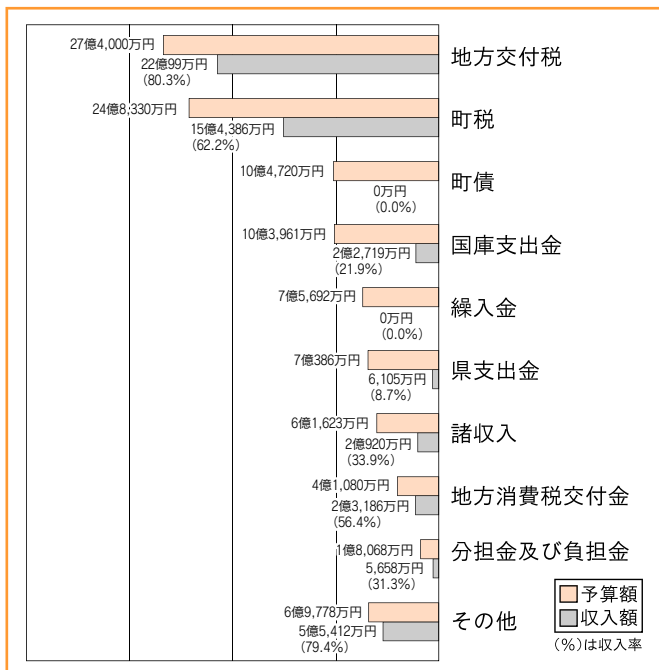 27億4,000万円
地方交付税
22億99万円
(80.3%)
24億8,330万円
町税
15億4,386万円
(62.2%)
10億4,720万円
町債
0万円
(0.0%)
10億3,961万円
国庫支出金
2億2,719万円
(21.9%)
7億5,692万円
繰入金
0万円
(0.0%)
7億386万円
県支出金
6,105万円
(8.7%)
6億1,623万円
諸収入
2億920万円
(33.9%)
4億1,080万円
地方消費税交付金
2億3,186万円
(56.4%)
1億8,068万円
分担金及び負担金
5,658万円
(31.3%)
6億9,778万円
その他
5億5,412万円
(79.4%)
予算額
収入額
(%)は収入率